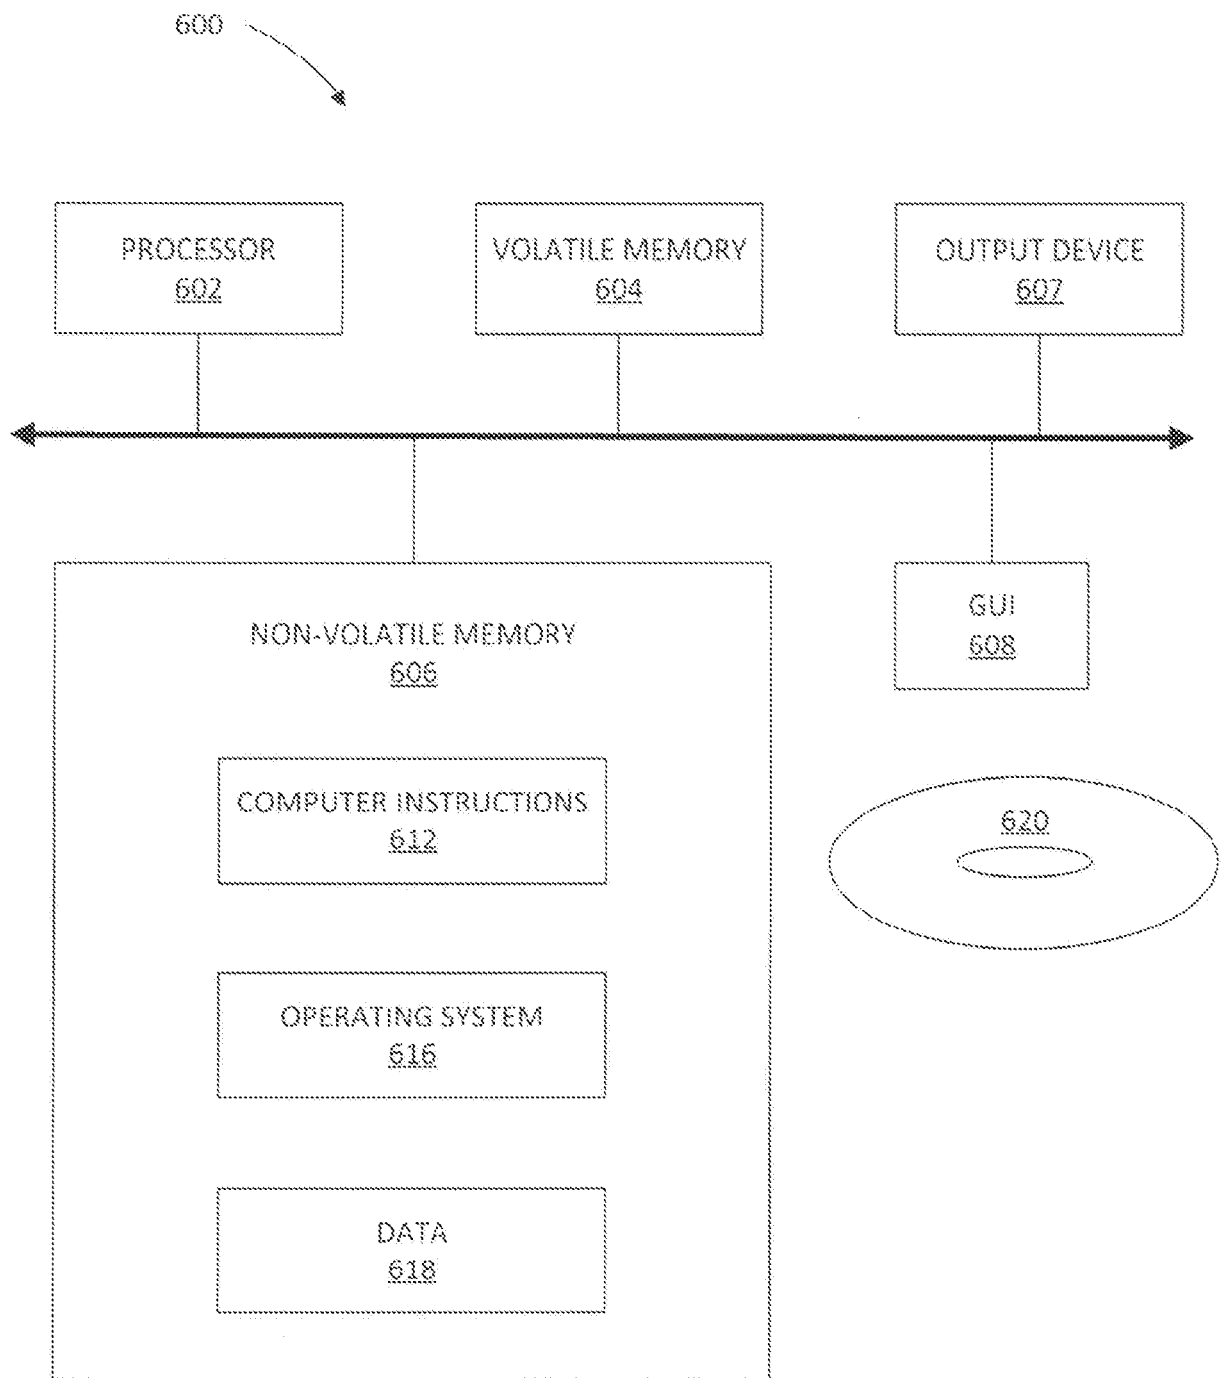 600
PROCESSOR
602
VOLATILE MEMORY
604
OUTPUT DEVICE
607
NON-VOLATILE MEMORY
606
GUI
608
COMPUTER INSTRUCTIONS
612
620
OPERATING SYSTEM
616
DATA
618